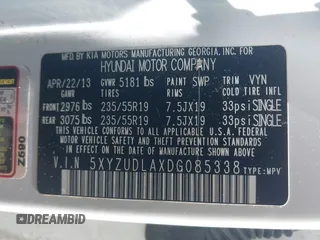 MFD. BY KIA MOTORS MANUFACTURING GEORGIA, INC. FOR
HYUNDAI MOTOR COMPANY
APR/22/13 GVWR 5181 lbs PAINT SWP TRIM VYN
GAWR TIRES RIMS COLD TIRE PRESSURE
FRONT 2976 lbs 235/55R19 7.5JX19 33psi SINGLE
REAR 3075 lbs 235/55R19 7.5JX19 33psi SINGLE
THIS VEHICLE CONFORMS TO ALL APPLICABLE U.S. FEDERAL MOTOR
VEHICLE SAFETY AND THEFT PREVENTION STANDARDS IN EFFECT ON
THE DATE OF MANUFACTURE SHOWN ABOVE.
V.I.N 5XYZUDLAXDG085338 TYPE:MPV
Z690
DREAMBID